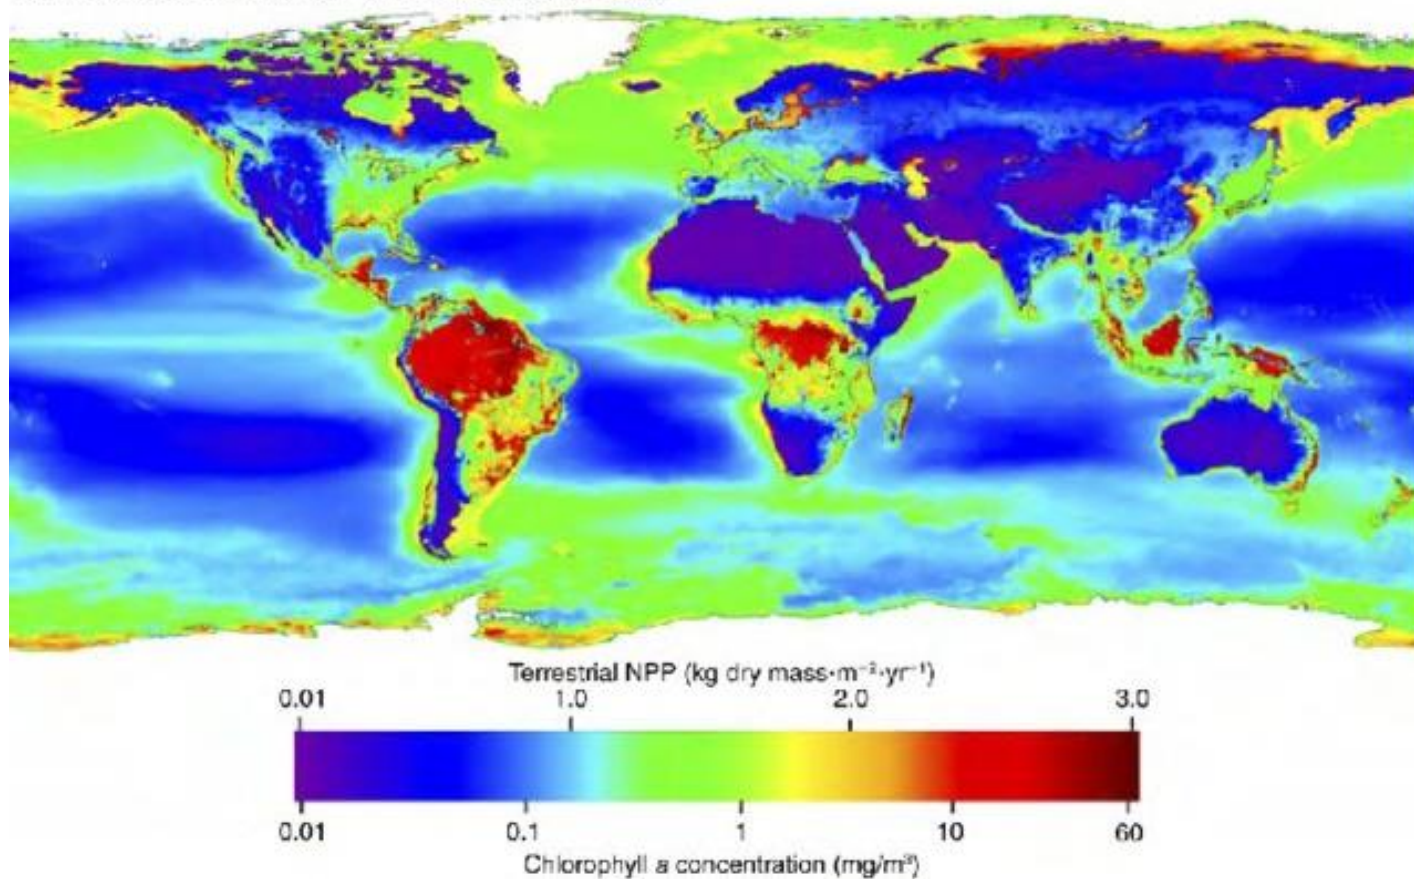 Terrestrial NPP (kg dry mass·m⁻²·yr⁻¹)
0.01 1.0 2.0 3.0
0.01 0.1 1 10 60
Chlorophyll a concentration (mg/m³)